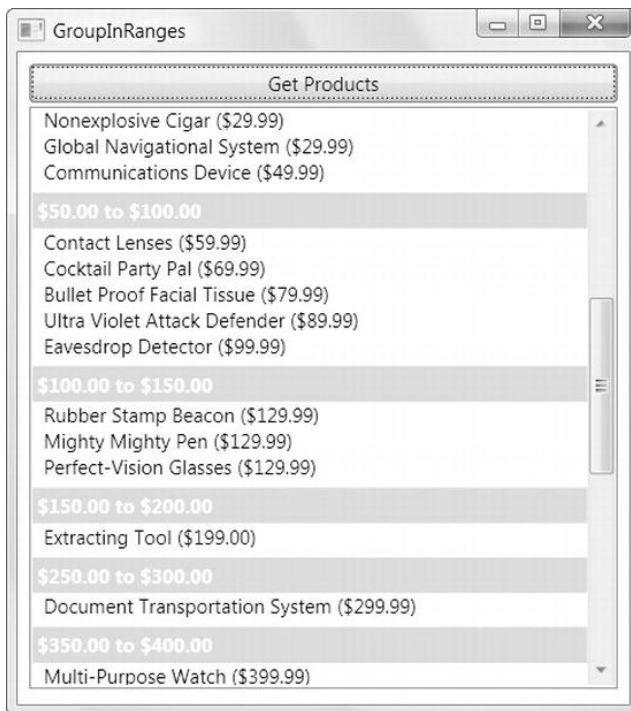 GroupInRanges
Get Products
Nonexplosive Cigar ($29.99)
Global Navigational System ($29.99)
Communications Device ($49.99)
$50.00 to $100.00
Contact Lenses ($59.99)
Cocktail Party Pal ($69.99)
Bullet Proof Facial Tissue ($79.99)
Ultra Violet Attack Defender ($89.99)
Eavesdrop Detector ($99.99)
$100.00 to $150.00
Rubber Stamp Beacon ($129.99)
Mighty Mighty Pen ($129.99)
Perfect-Vision Glasses ($129.99)
$150.00 to $200.00
Extracting Tool ($199.00)
$250.00 to $300.00
Document Transportation System ($299.99)
$350.00 to $400.00
Multi-Purpose Watch ($399.99)